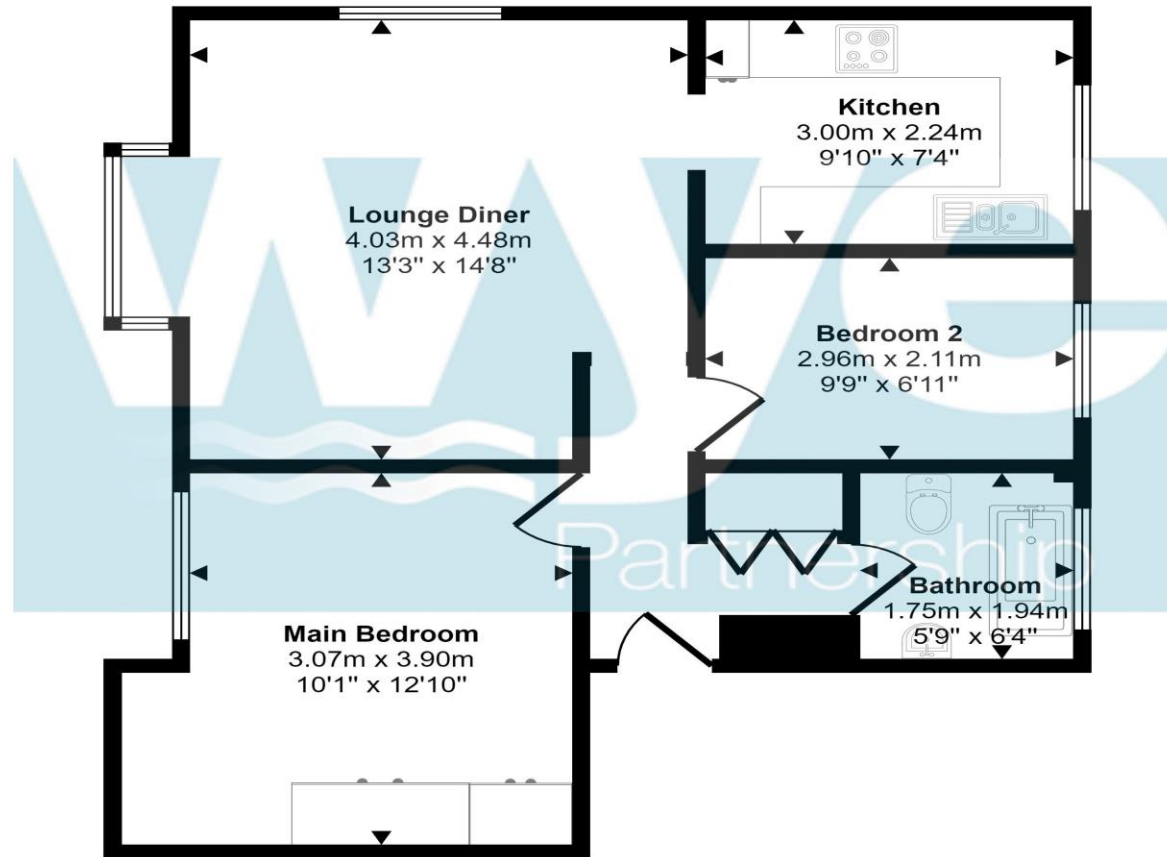 Kitchen
3.00m x 2.24m
9'10" x 7'4"
Lounge Diner
4.03m x 4.48m
13'3" x 14'8"
Bedroom 2
2.96m x 2.11m
9'9" x 6'11"
Main Bedroom
3.07m x 3.90m
10'1" x 12'10"
Bathroom
1.75m x 1.94m
5'9" x 6'4"
wye
Partnership